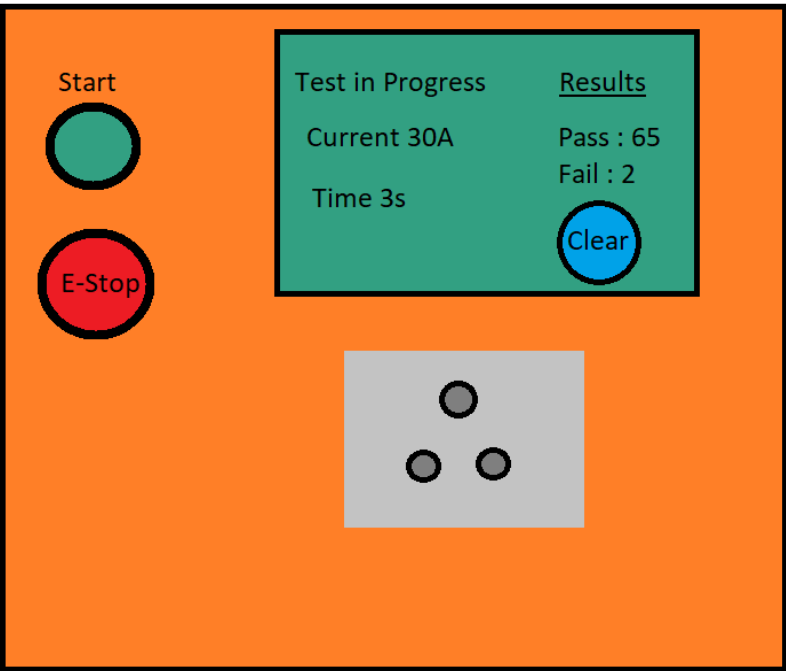 Start
E-Stop
Test in Progress
Current 30A
Time 3s
Results
Pass : 65
Fail : 2
Clear